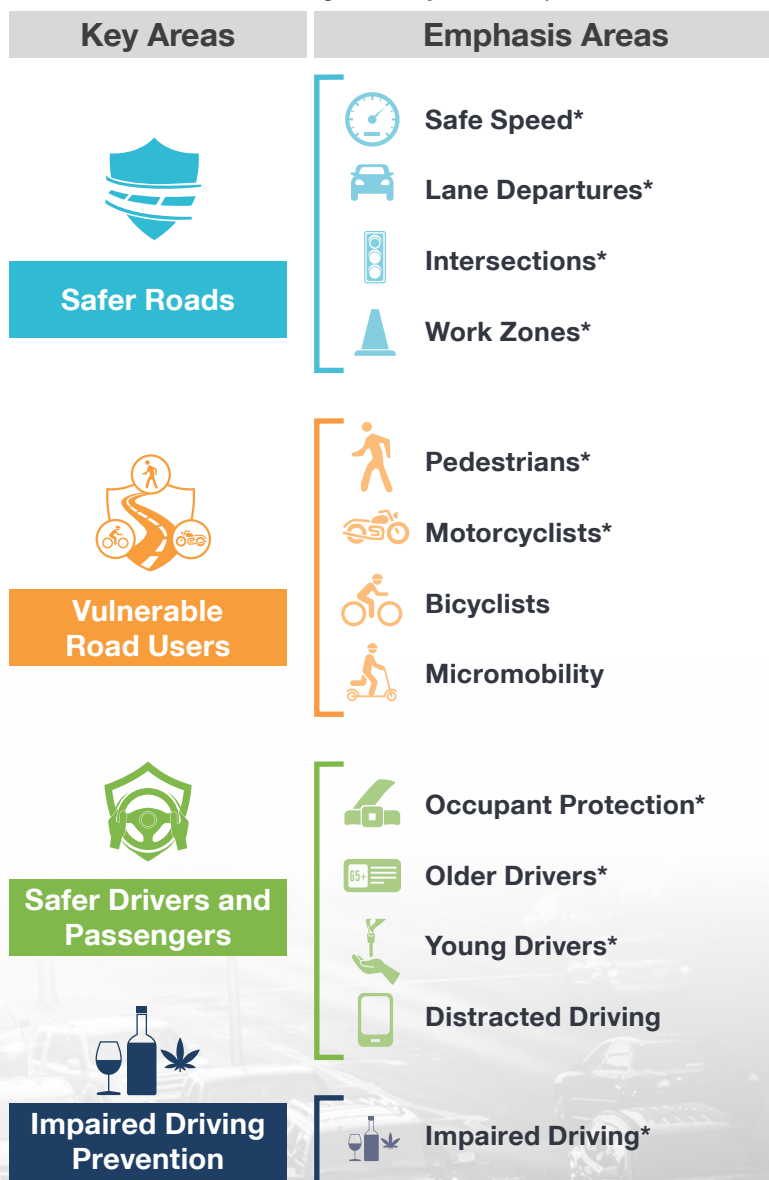 Key Areas
Emphasis Areas
Safer Roads
Safe Speed*
Lane Departures*
Intersections*
Work Zones*
Vulnerable
Road Users
Pedestrians*
Motorcyclists*
Bicyclists
Micromobility
Safer Drivers and
Passengers
Occupant Protection*
65+
Older Drivers*
Young Drivers*
Distracted Driving
Impaired Driving
Prevention
Impaired Driving*